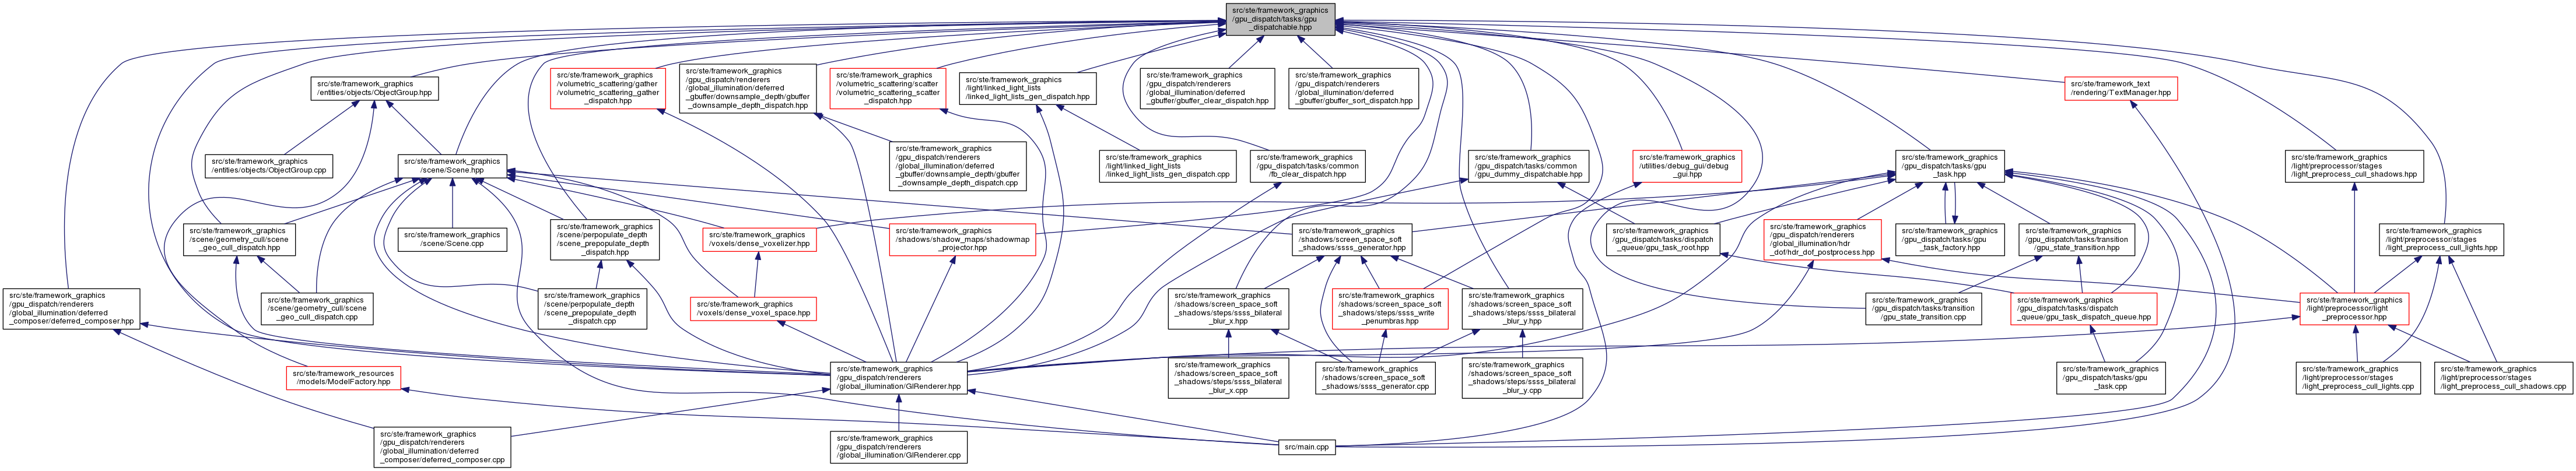 src/ste/framework_graphics
/gpu_dispatch/tasks/gpu
_dispatchable.hpp
src/ste/framework_graphics
/entities/objects/ObjectGroup.hpp
src/ste/framework_graphics
/volumetric_scattering/gather
/volumetric_scattering_gather
_dispatch.hpp
src/ste/framework_graphics
/gpu_dispatch/renderers
/global_illumination/deferred
_gbuffer/downsample_depth/gbuffer
_downsample_depth_dispatch.hpp
src/ste/framework_graphics
/volumetric_scattering/scatter
/volumetric_scattering_scatter
_dispatch.hpp
src/ste/framework_graphics
/light/linked_light_lists
/linked_light_lists_gen_dispatch.hpp
src/ste/framework_graphics
/gpu_dispatch/renderers
/global_illumination/deferred
_gbuffer/gbuffer_clear_dispatch.hpp
src/ste/framework_graphics
/gpu_dispatch/renderers
/global_illumination/deferred
_gbuffer/gbuffer_sort_dispatch.hpp
src/ste/framework_text
/rendering/TextManager.hpp
src/ste/framework_graphics
/entities/objects/ObjectGroup.cpp
src/ste/framework_graphics
/scene/Scene.hpp
src/ste/framework_graphics
/gpu_dispatch/renderers
/global_illumination/deferred
_gbuffer/downsample_depth/gbuffer
_downsample_depth_dispatch.cpp
src/ste/framework_graphics
/light/linked_light_lists
/linked_light_lists_gen_dispatch.cpp
src/ste/framework_graphics
/gpu_dispatch/tasks/common
/fb_clear_dispatch.hpp
src/ste/framework_graphics
/gpu_dispatch/tasks/common
/gpu_dummy_dispatchable.hpp
src/ste/framework_graphics
/utilities/debug_gui/debug
_gui.hpp
src/ste/framework_graphics
/gpu_dispatch/tasks/gpu
_task.hpp
src/ste/framework_graphics
/light/preprocessor/stages
/light_preprocess_cull_shadows.hpp
src/ste/framework_graphics
/scene/geometry_cull/scene
_geo_cull_dispatch.hpp
src/ste/framework_graphics
/scene/Scene.cpp
src/ste/framework_graphics
/scene/perpopulate_depth
/scene_prepopulate_depth
_dispatch.hpp
src/ste/framework_graphics
/voxels/dense_voxelizer.hpp
src/ste/framework_graphics
/shadows/shadow_maps/shadowmap
_projector.hpp
src/ste/framework_graphics
/shadows/screen_space_soft
_shadows/ssss_generator.hpp
src/ste/framework_graphics
/gpu_dispatch/tasks/dispatch
_queue/gpu_task_root.hpp
src/ste/framework_graphics
/gpu_dispatch/renderers
/global_illumination/hdr
_dof/hdr_dof_postprocess.hpp
src/ste/framework_graphics
/gpu_dispatch/tasks/gpu
_task_factory.hpp
src/ste/framework_graphics
/gpu_dispatch/tasks/transition
/gpu_state_transition.hpp
src/ste/framework_graphics
/light/preprocessor/stages
/light_preprocess_cull_lights.hpp
src/ste/framework_graphics
/gpu_dispatch/renderers
/global_illumination/deferred
_composer/deferred_composer.hpp
src/ste/framework_graphics
/scene/geometry_cull/scene
_geo_cull_dispatch.cpp
src/ste/framework_graphics
/scene/perpopulate_depth
/scene_prepopulate_depth
_dispatch.cpp
src/ste/framework_graphics
/voxels/dense_voxel_space.hpp
src/ste/framework_graphics
/shadows/screen_space_soft
_shadows/steps/ssss_bilateral
_blur_x.hpp
src/ste/framework_graphics
/shadows/screen_space_soft
_shadows/steps/ssss_write
_penumbras.hpp
src/ste/framework_graphics
/shadows/screen_space_soft
_shadows/steps/ssss_bilateral
_blur_y.hpp
src/ste/framework_graphics
/gpu_dispatch/tasks/transition
/gpu_state_transition.cpp
src/ste/framework_graphics
/gpu_dispatch/tasks/dispatch
_queue/gpu_task_dispatch_queue.hpp
src/ste/framework_graphics
/light/preprocessor/light
_preprocessor.hpp
src/ste/framework_resources
/models/ModelFactory.hpp
src/ste/framework_graphics
/gpu_dispatch/renderers
/global_illumination/GIRenderer.hpp
src/ste/framework_graphics
/shadows/screen_space_soft
_shadows/steps/ssss_bilateral
_blur_x.cpp
src/ste/framework_graphics
/shadows/screen_space_soft
_shadows/ssss_generator.cpp
src/ste/framework_graphics
/shadows/screen_space_soft
_shadows/steps/ssss_bilateral
_blur_y.cpp
src/ste/framework_graphics
/gpu_dispatch/tasks/gpu
_task.cpp
src/ste/framework_graphics
/light/preprocessor/stages
/light_preprocess_cull_lights.cpp
src/ste/framework_graphics
/light/preprocessor/stages
/light_preprocess_cull_shadows.cpp
src/ste/framework_graphics
/gpu_dispatch/renderers
/global_illumination/deferred
_composer/deferred_composer.cpp
src/ste/framework_graphics
/gpu_dispatch/renderers
/global_illumination/GIRenderer.cpp
src/main.cpp